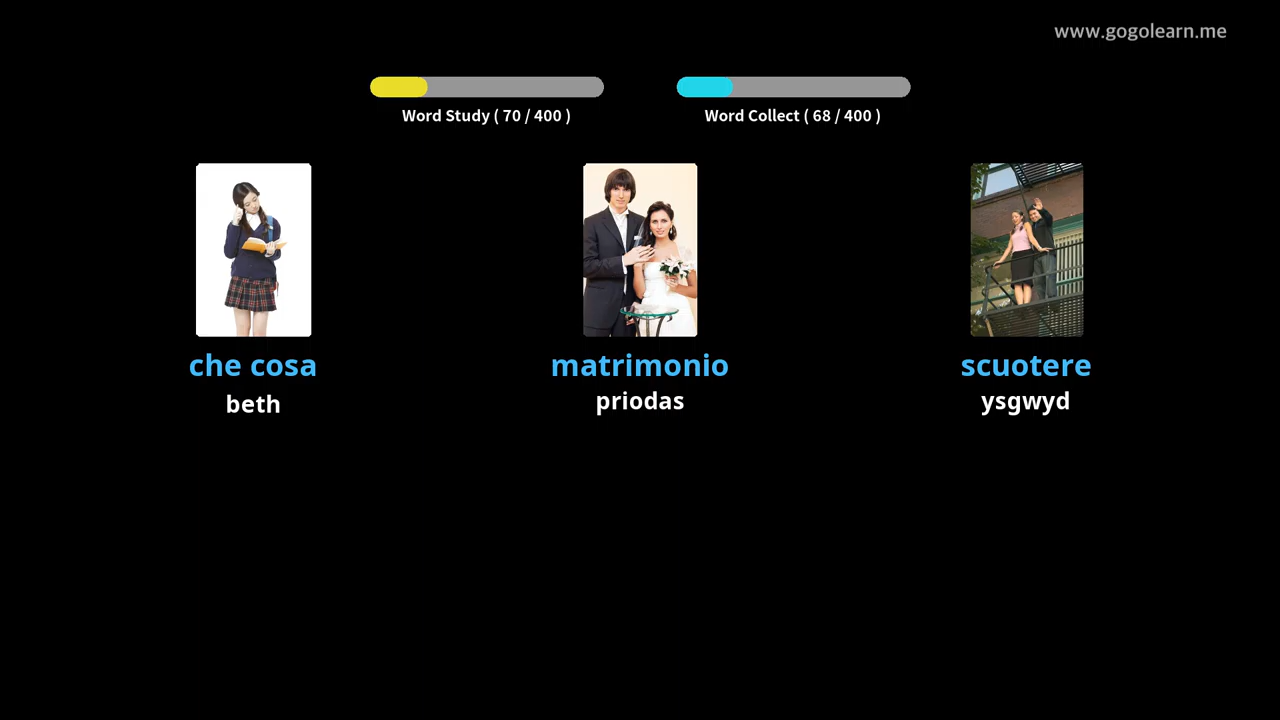 www.gogolearn.me
Word Study ( 70 / 400 )
Word Collect ( 68 / 400 )
che cosa
beth
matrimonio
priodas
scuotere
ysgwyd